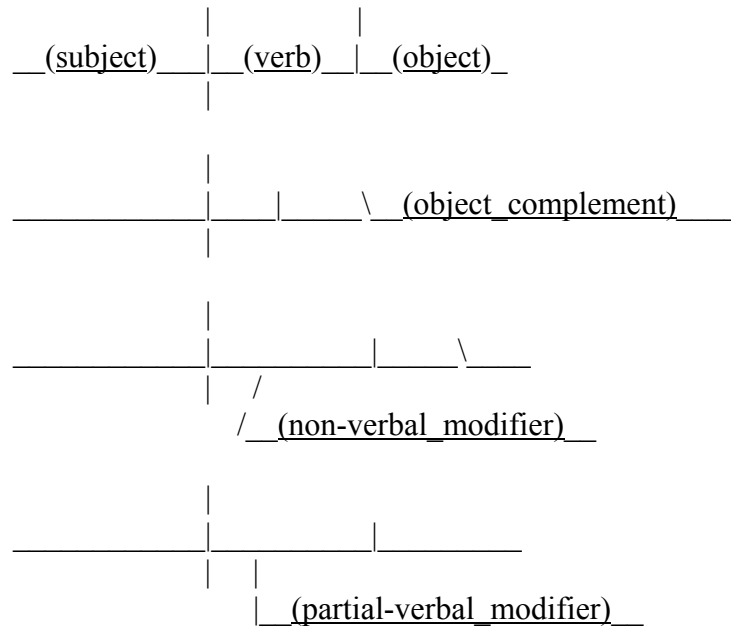 (subject) (verb) (object)
(object_complement)
(non-verbal_modifier)
(partial-verbal_modifier)